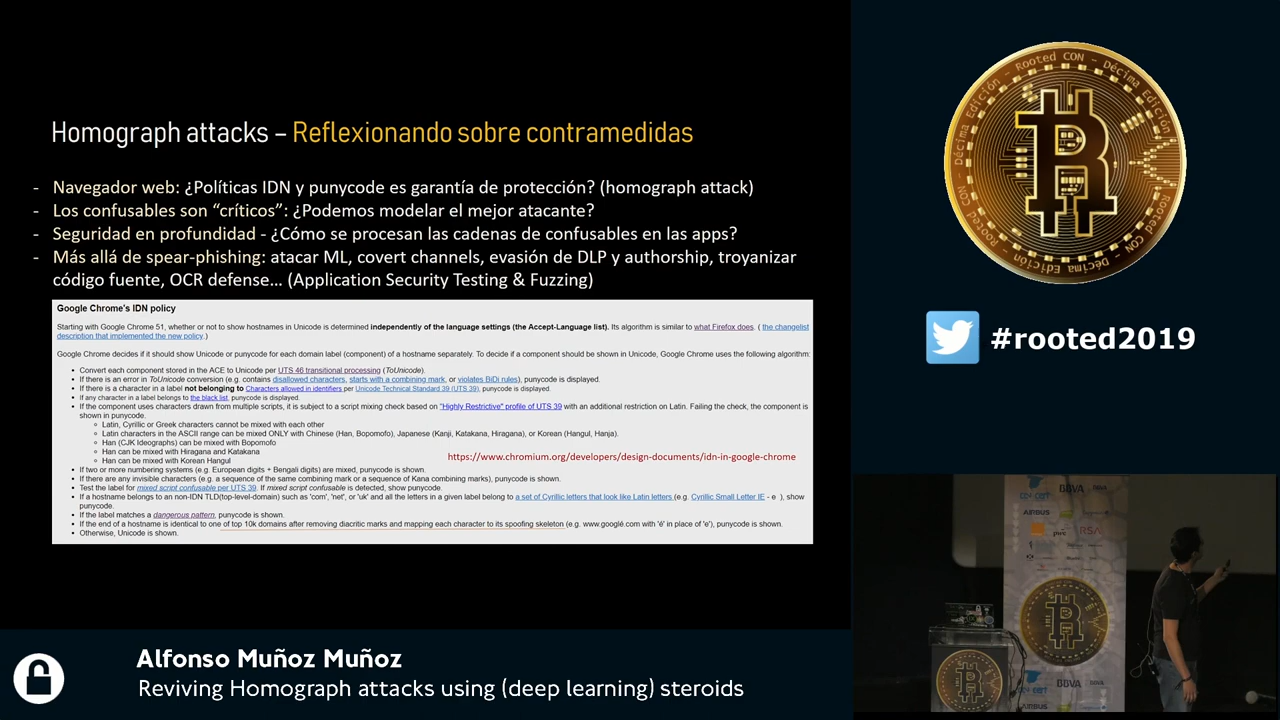 Homograph attacks – Reflexionando sobre contramedidas
- Navegador web: ¿Políticas IDN y punycode es garantía de protección? (homograph attack)
- Los confusables son “críticos”: ¿Podemos modelar el mejor atacante?
- Seguridad en profundidad - ¿Cómo se procesan las cadenas de confusables en las apps?
- Más allá de spear-phishing: atacar ML, covert channels, evasión de DLP y authorship, troyanizar
código fuente, OCR defense... (Application Security Testing & Fuzzing)
Google Chrome's IDN policy
Starting with Google Chrome 51, whether or not to show hostnames in Unicode is determined independently of the language settings (the Accept-Language list). Its algorithm is similar to what Firefox does. ( the changelist
description that implemented the new policy.)
Google Chrome decides if it should show Unicode or punycode for each domain label (component) of a hostname separately. To decide if a component should be shown in Unicode, Google Chrome uses the following algorithm:
• Convert each component stored in the ACE to Unicode per UTS 46 transitional processing (ToUnicode).
• If there is an error in ToUnicode conversion (e.g. contains disallowed characters, starts with a combining mark, or violates BiDi rules), punycode is displayed.
• If there is a character in a label not belonging to Characters allowed in identifiers per Unicode Technical Standard 39 (UTS 39), punycode is displayed.
• If any character in a label belongs to the black list, punycode is displayed.
• If the component uses characters drawn from multiple scripts, it is subject to a script mixing check based on "Highly Restrictive" profile of UTS 39 with an additional restriction on Latin. Failing the check, the component is
shown in punycode.
• Latin, Cyrillic or Greek characters cannot be mixed with each other
• Latin characters in the ASCII range can be mixed ONLY with Chinese (Han, Bopomofo), Japanese (Kanji, Katakana, Hiragana), or Korean (Hangul, Hanja).
• Han (CJK Ideographs) can be mixed with Bopomofo
• Han can be mixed with Hiragana and Katakana
• Han can be mixed with Korean Hangul
https://www.chromium.org/developers/design-documents/idn-in-google-chrome
• If two or more numbering systems (e.g. European digits + Bengali digits) are mixed, punycode is shown.
• If there are any invisible characters (e.g. a sequence of the same combining mark or a sequence of Kana combining marks), punycode is shown.
• Test the label for mixed script confusable per UTS 39. If mixed script confusable is detected, show punycode.
• If a hostname belongs to an non-IDN TLD(top-level-domain) such as 'com', 'net', or 'uk' and all the letters in a given label belong to a set of Cyrillic letters that look like Latin letters (e.g. Cyrillic Small Letter IE - е ), show
punycode.
• If the label matches a dangerous pattern, punycode is shown.
• If the end of a hostname is identical to one of top 10k domains after removing diacritic marks and mapping each character to its spoofing skeleton (e.g. www.googlé.com with 'é' in place of 'e'), punycode is shown.
• Otherwise, Unicode is shown.
Rooted CON - Décima Edición - Rooted CON - Décima Edición -
#rooted2019
BBVA
AIRBUS
pwc
RSA
BBVA
AIRBUS
Alfonso Muñoz Muñoz
Reviving Homograph attacks using (deep learning) steroids